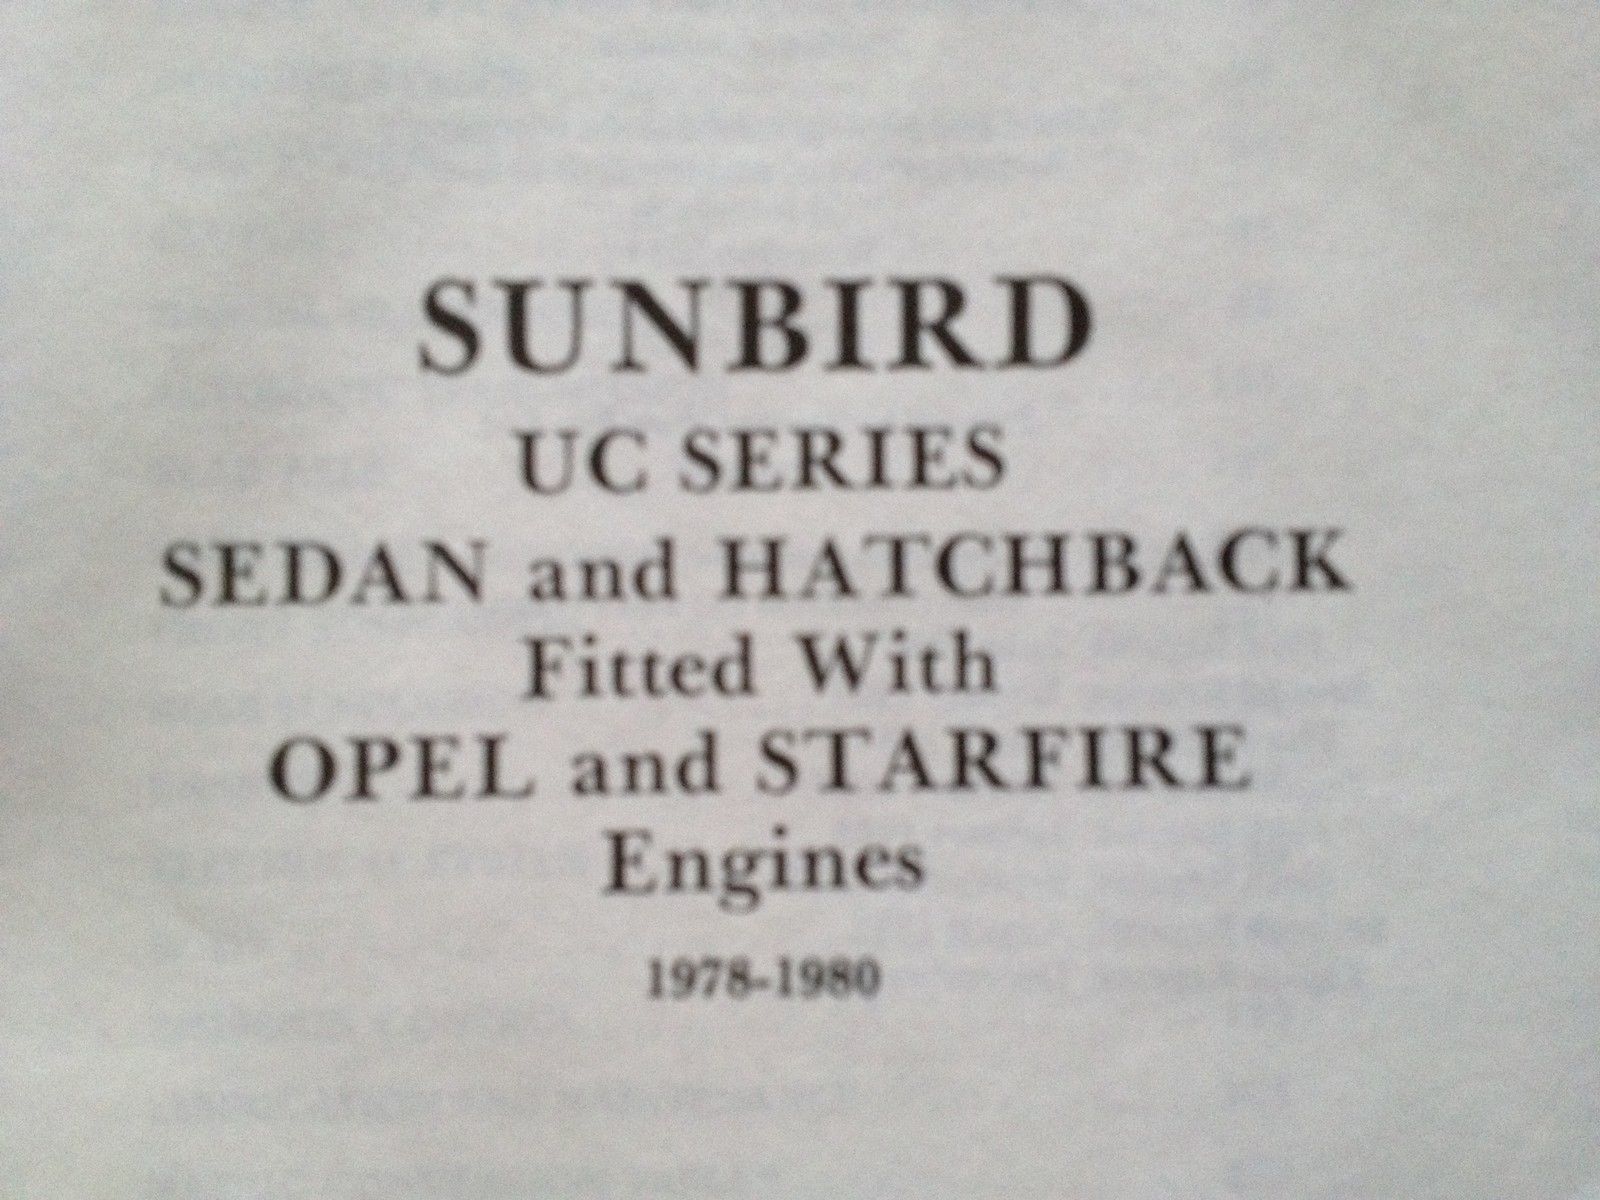 SUNBIRD
UC SERIES
SEDAN and HATCHBACK
Fitted With
OPEL and STARFIRE
Engines
1978-1980